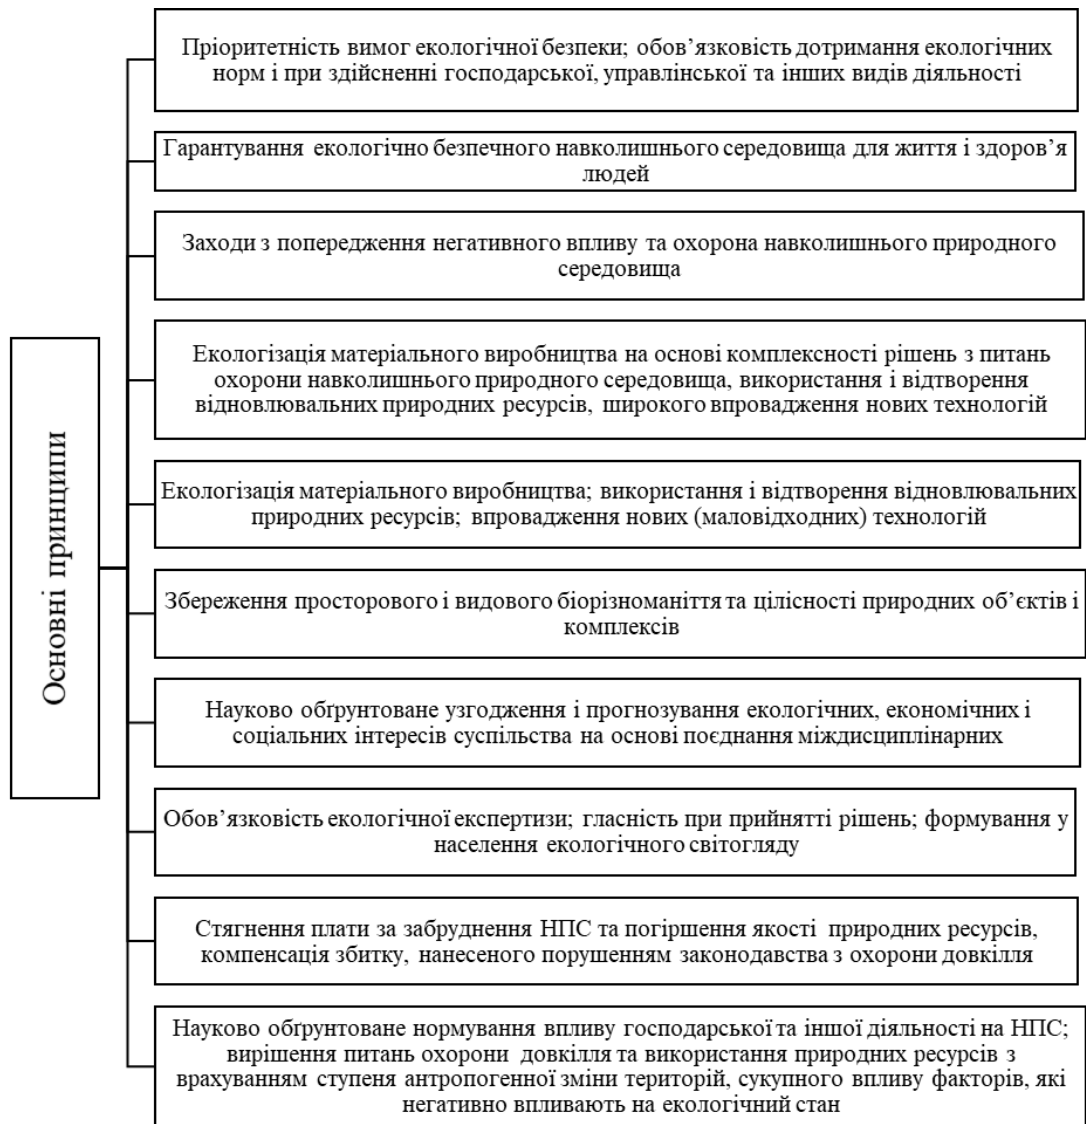 Основні принципи
Пріоритетність вимог екологічної безпеки; обов’язковість дотримання екологічних
норм і при здійсненні господарської, управлінської та інших видів діяльності
Гарантування екологічно безпечного навколишнього середовища для життя і здоров’я
людей
Заходи з попередження негативного впливу та охорона навколишнього природного
середовища
Екологізація матеріального виробництва на основі комплексності рішень з питань
охорони навколишнього природного середовища, використання і відтворення
відновлювальних природних ресурсів, широкого впровадження нових технологій
Екологізація матеріального виробництва; використання і відтворення відновлювальних
природних ресурсів; впровадження нових (маловідходних) технологій
Збереження просторового і видового біорізноманіття та цілісності природних об’єктів і
комплексів
Науково обґрунтоване узгодження і прогнозування екологічних, економічних і
соціальних інтересів суспільства на основі поєднання міждисциплінарних
Обов’язковість екологічної експертизи; гласність при прийнятті рішень; формування у
населення екологічного світогляду
Стягнення плати за забруднення НПС та погіршення якості природних ресурсів,
компенсація збитку, нанесеного порушенням законодавства з охорони довкілля
Науково обґрунтоване нормування впливу господарської та іншої діяльності на НПС;
вирішення питань охорони довкілля та використання природних ресурсів з
врахуванням ступеня антропогенної зміни територій, сукупного впливу факторів, які
негативно впливають на екологічний стан